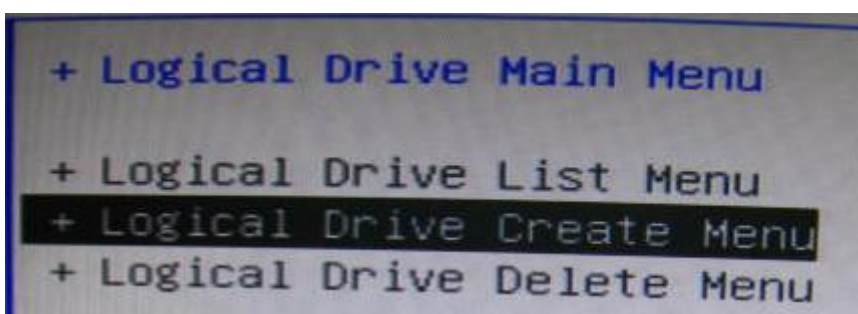 + Logical Drive Main Menu
+ Logical Drive List Menu
+ Logical Drive Create Menu
+ Logical Drive Delete Menu